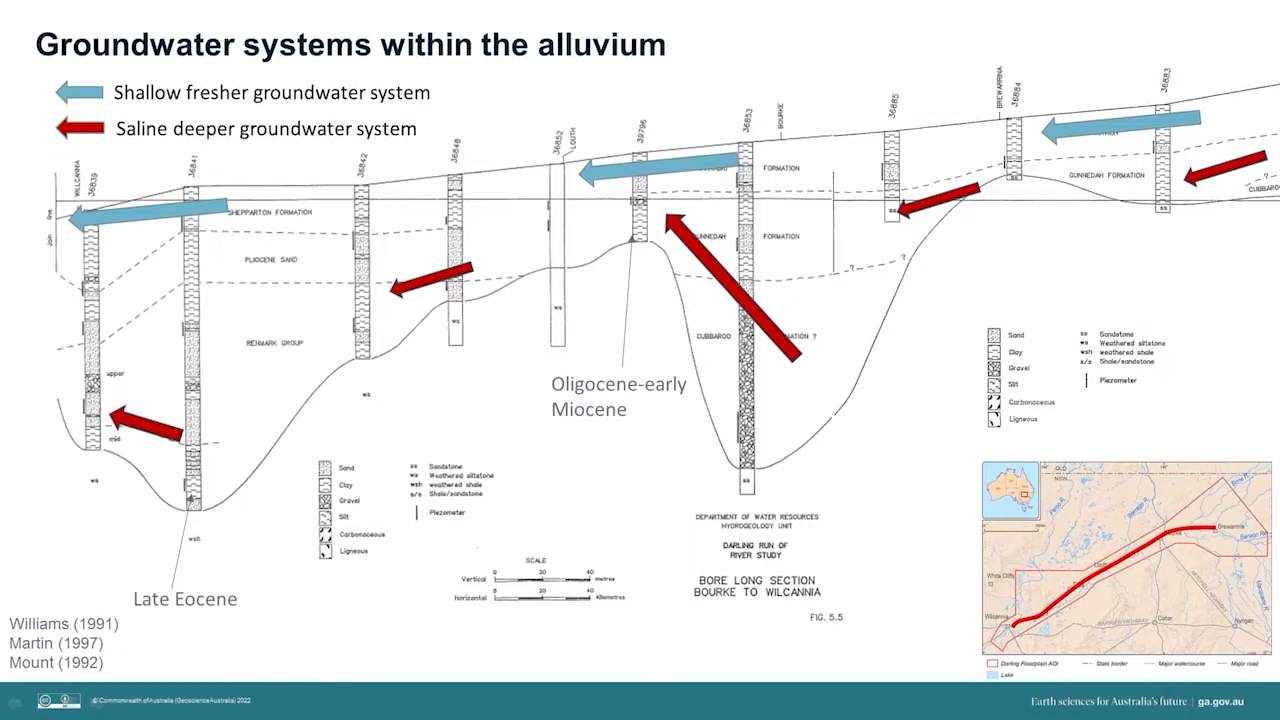 Groundwater systems within the alluvium
Shallow fresher groundwater system
Saline deeper groundwater system
WILLCANNIA
36839
36841
36842
36848
36852
LOUTH
39796
36853
BOURKE
36885
BREWARRINA
36884
36883
SHEPPARTON FORMATION
FORMATION
GUNNEDAH FORMATION
?
CUBBAROO
PLIOCENE SAND
FORMATION
? ?
RENMARK GROUP
ws
ws
CUBBAROO
?
upper
mid
ws
ws
ss
ss
ss
ss
wsh
Oligocene-early
Miocene
Late Eocene
Sand
Clay
Gravel
Silt
Carbonaceous
Ligneous
ss Sandstone
ws Weathered siltstone
wsh weathered shale
s/s Shale/sandstone
Piezometer
Sand
Clay
Gravel
Silt
Carbonaceous
Ligneous
ss Sandstone
ws Weathered siltstone
wsh weathered shale
s/s Shale/sandstone
Piezometer
SCALE
Vertical 0 20 40 metres
Horizontal 0 20 40 Kilometres
DEPARTMENT OF WATER RESOURCES
HYDROGEOLOGY UNIT
DARLING RUN OF
RIVER STUDY
BORE LONG SECTION
BOURKE TO WILCANNIA
FIG. 5.5
QLD
NSW
Brewarrina
Louth
White Cliffs
Wilcannia
Cobar
Nyngan
BARRIER HIGHWAY
Darling Floodplain AOI
State border
Major watercourse
Major road
Lake
Williams (1991)
Martin (1997)
Mount (1992)
© Commonwealth of Australia (Geoscience Australia) 2022
Earth sciences for Australia's future | ga.gov.au